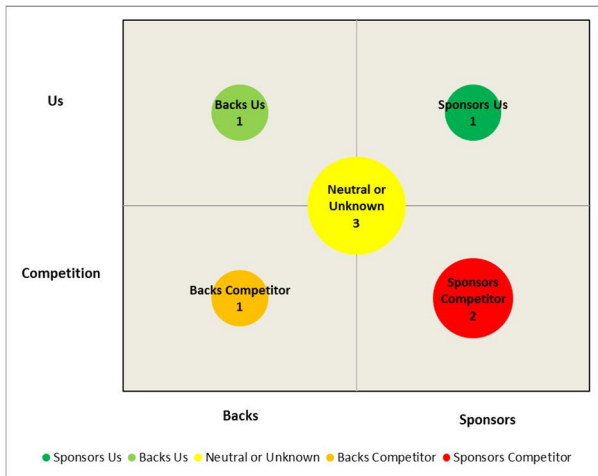 Us
Backs Us
1
Sponsors Us
1
Neutral or
Unknown
3
Competition
Backs Competitor
1
Sponsors
Competitor
2
Backs
Sponsors
Sponsors Us
Backs Us
Neutral or Unknown
Backs Competitor
Sponsors Competitor